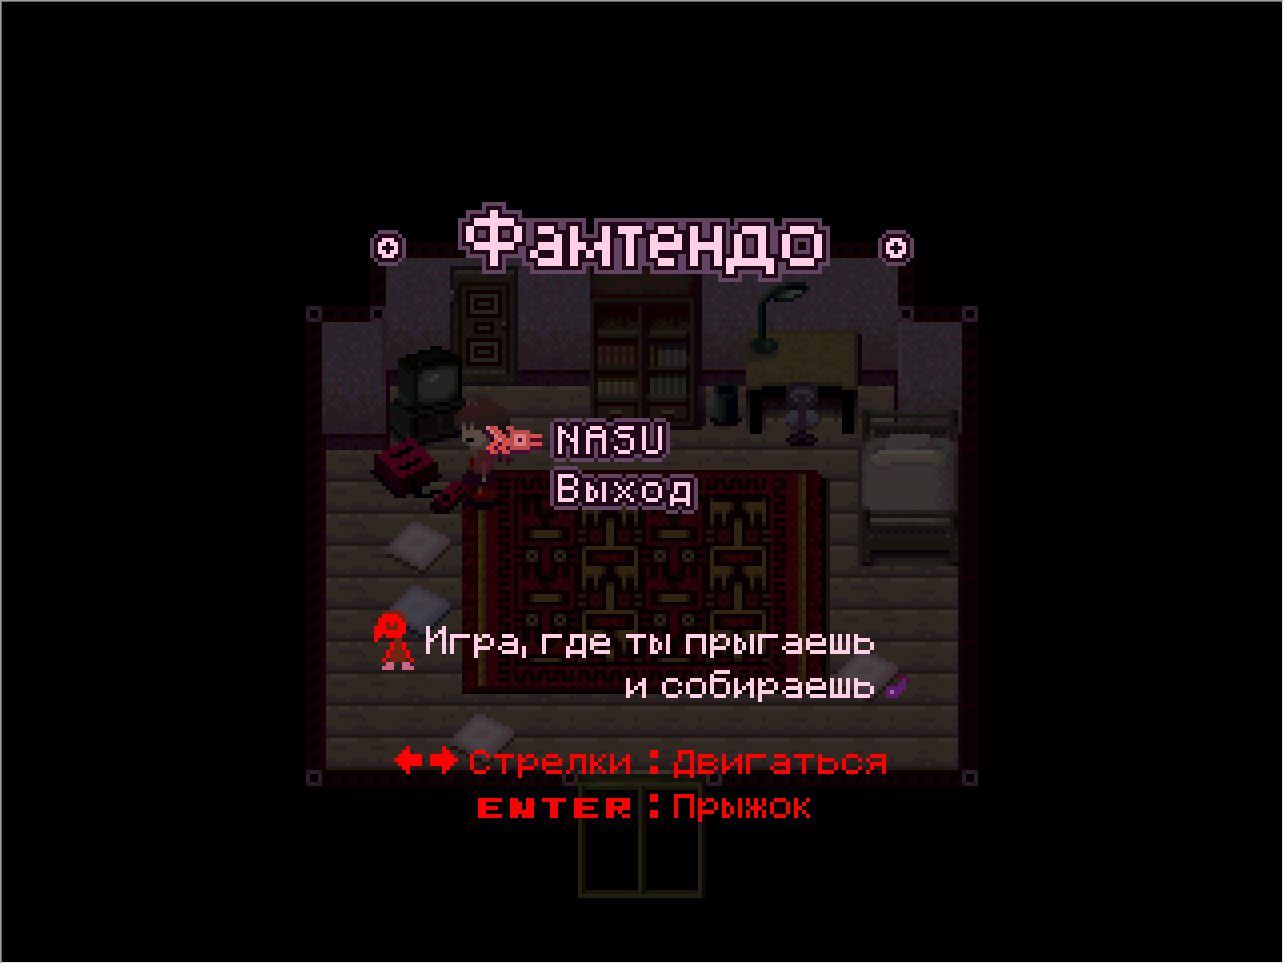 Фамтендо
NASU
Выход
Игра, где ты прыгаешь
и собираешь
Стрелки : Двигаться
ENTER : Прыжок